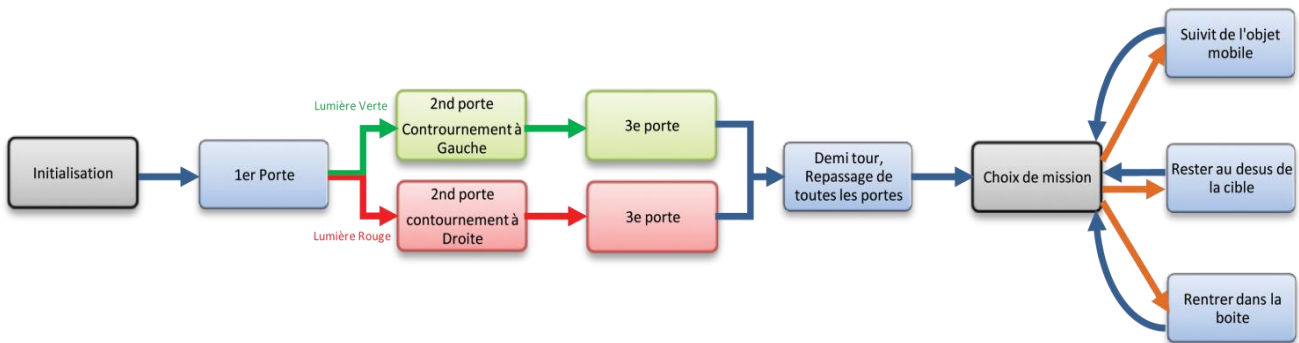 Initialisation
1er Porte
Lumière Verte
2nd porte
Contrournement à
Gauche
3e porte
Lumière Rouge
2nd porte
contournement à
Droite
3e porte
Demi tour,
Repassage de
toutes les portes
Choix de mission
Suivit de l'objet
mobile
Rester au desus de
la cible
Rentrer dans la
boite